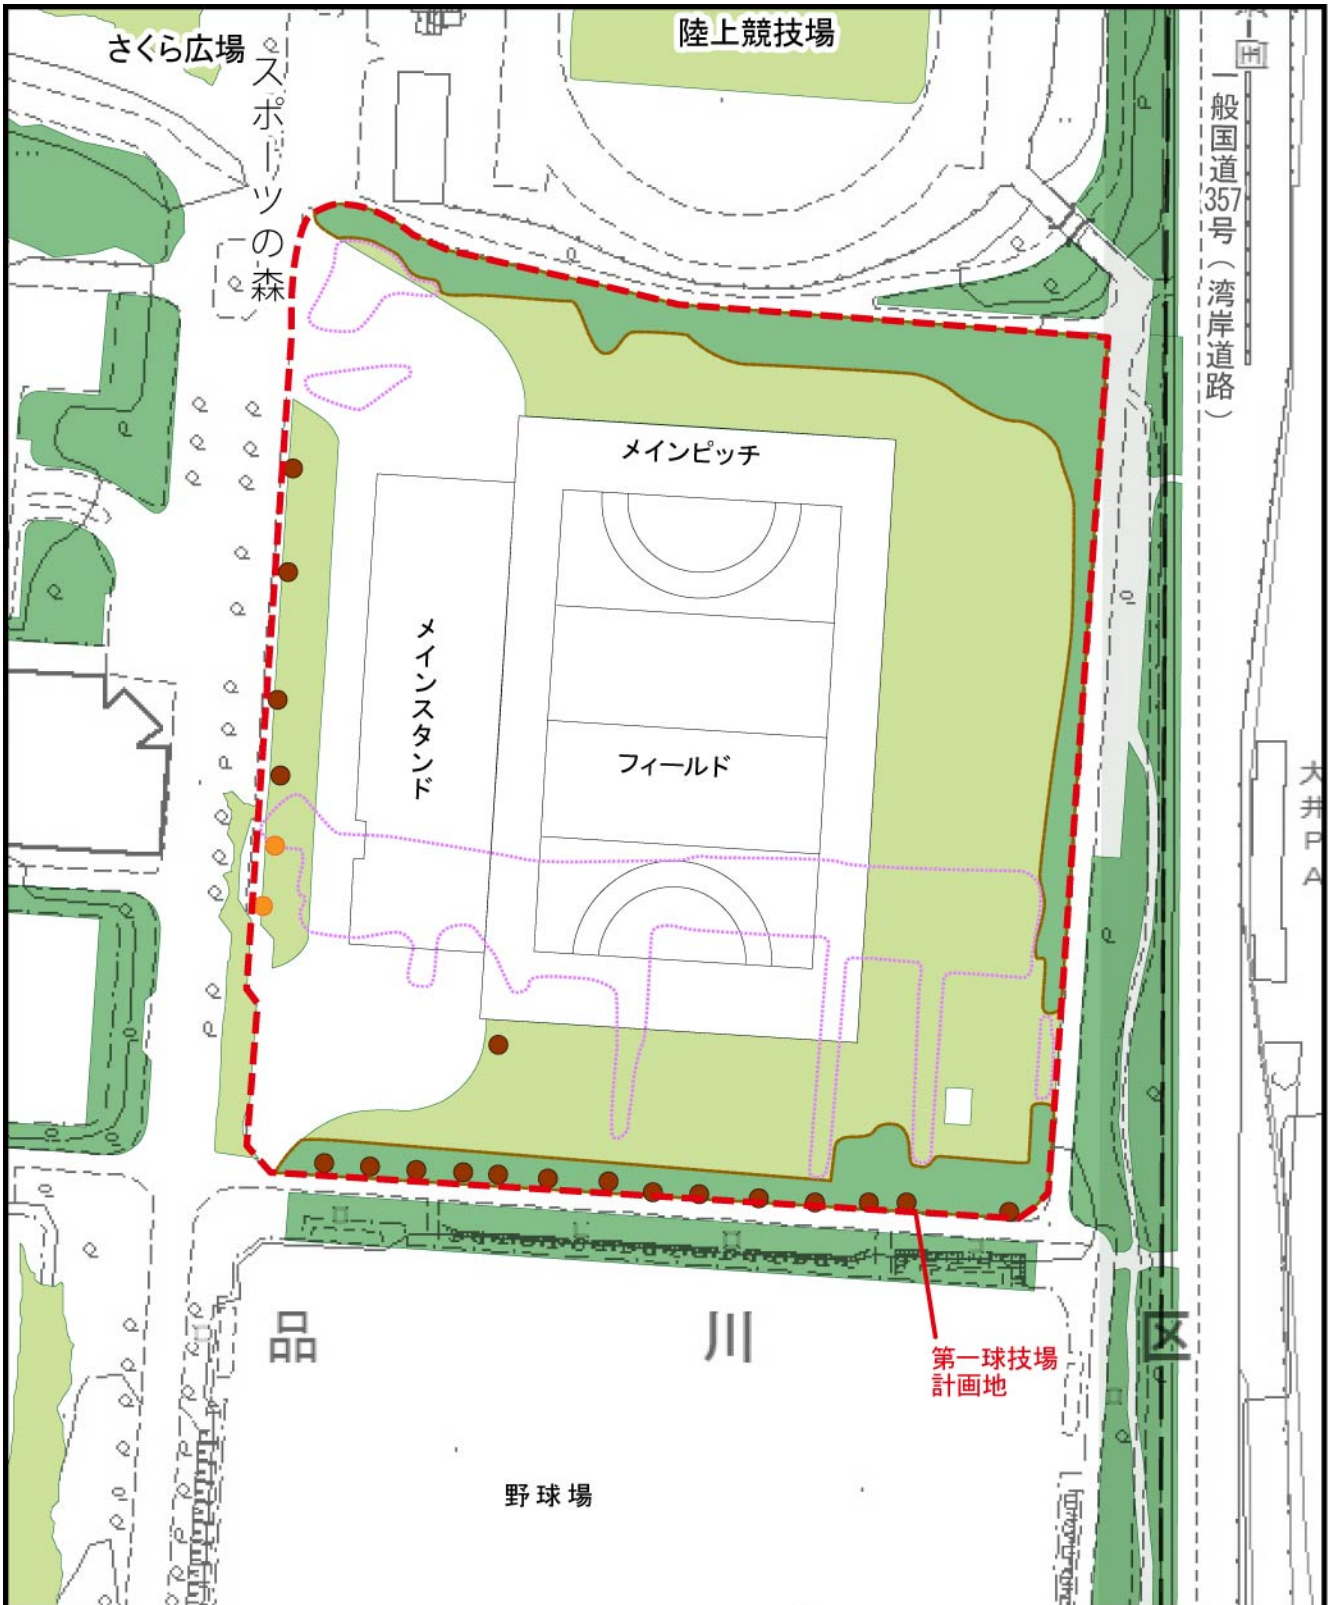 さくら広場
陸上競技場
スポーツの森
一般国道357号（湾岸道路）
国
メインピッチ
メインスタンド
フィールド
大井PA
品川区
第一球技場
計画地
野球場